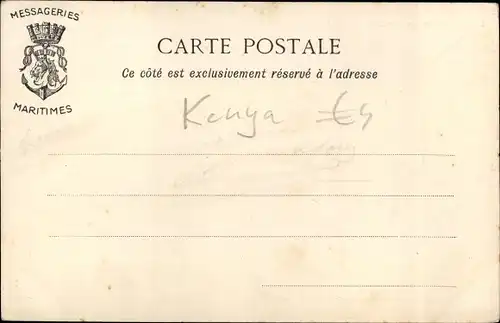 MESSAGERIES
MARITIMES
CARTE POSTALE
Ce côté est exclusivement réservé à l'adresse
Kenya